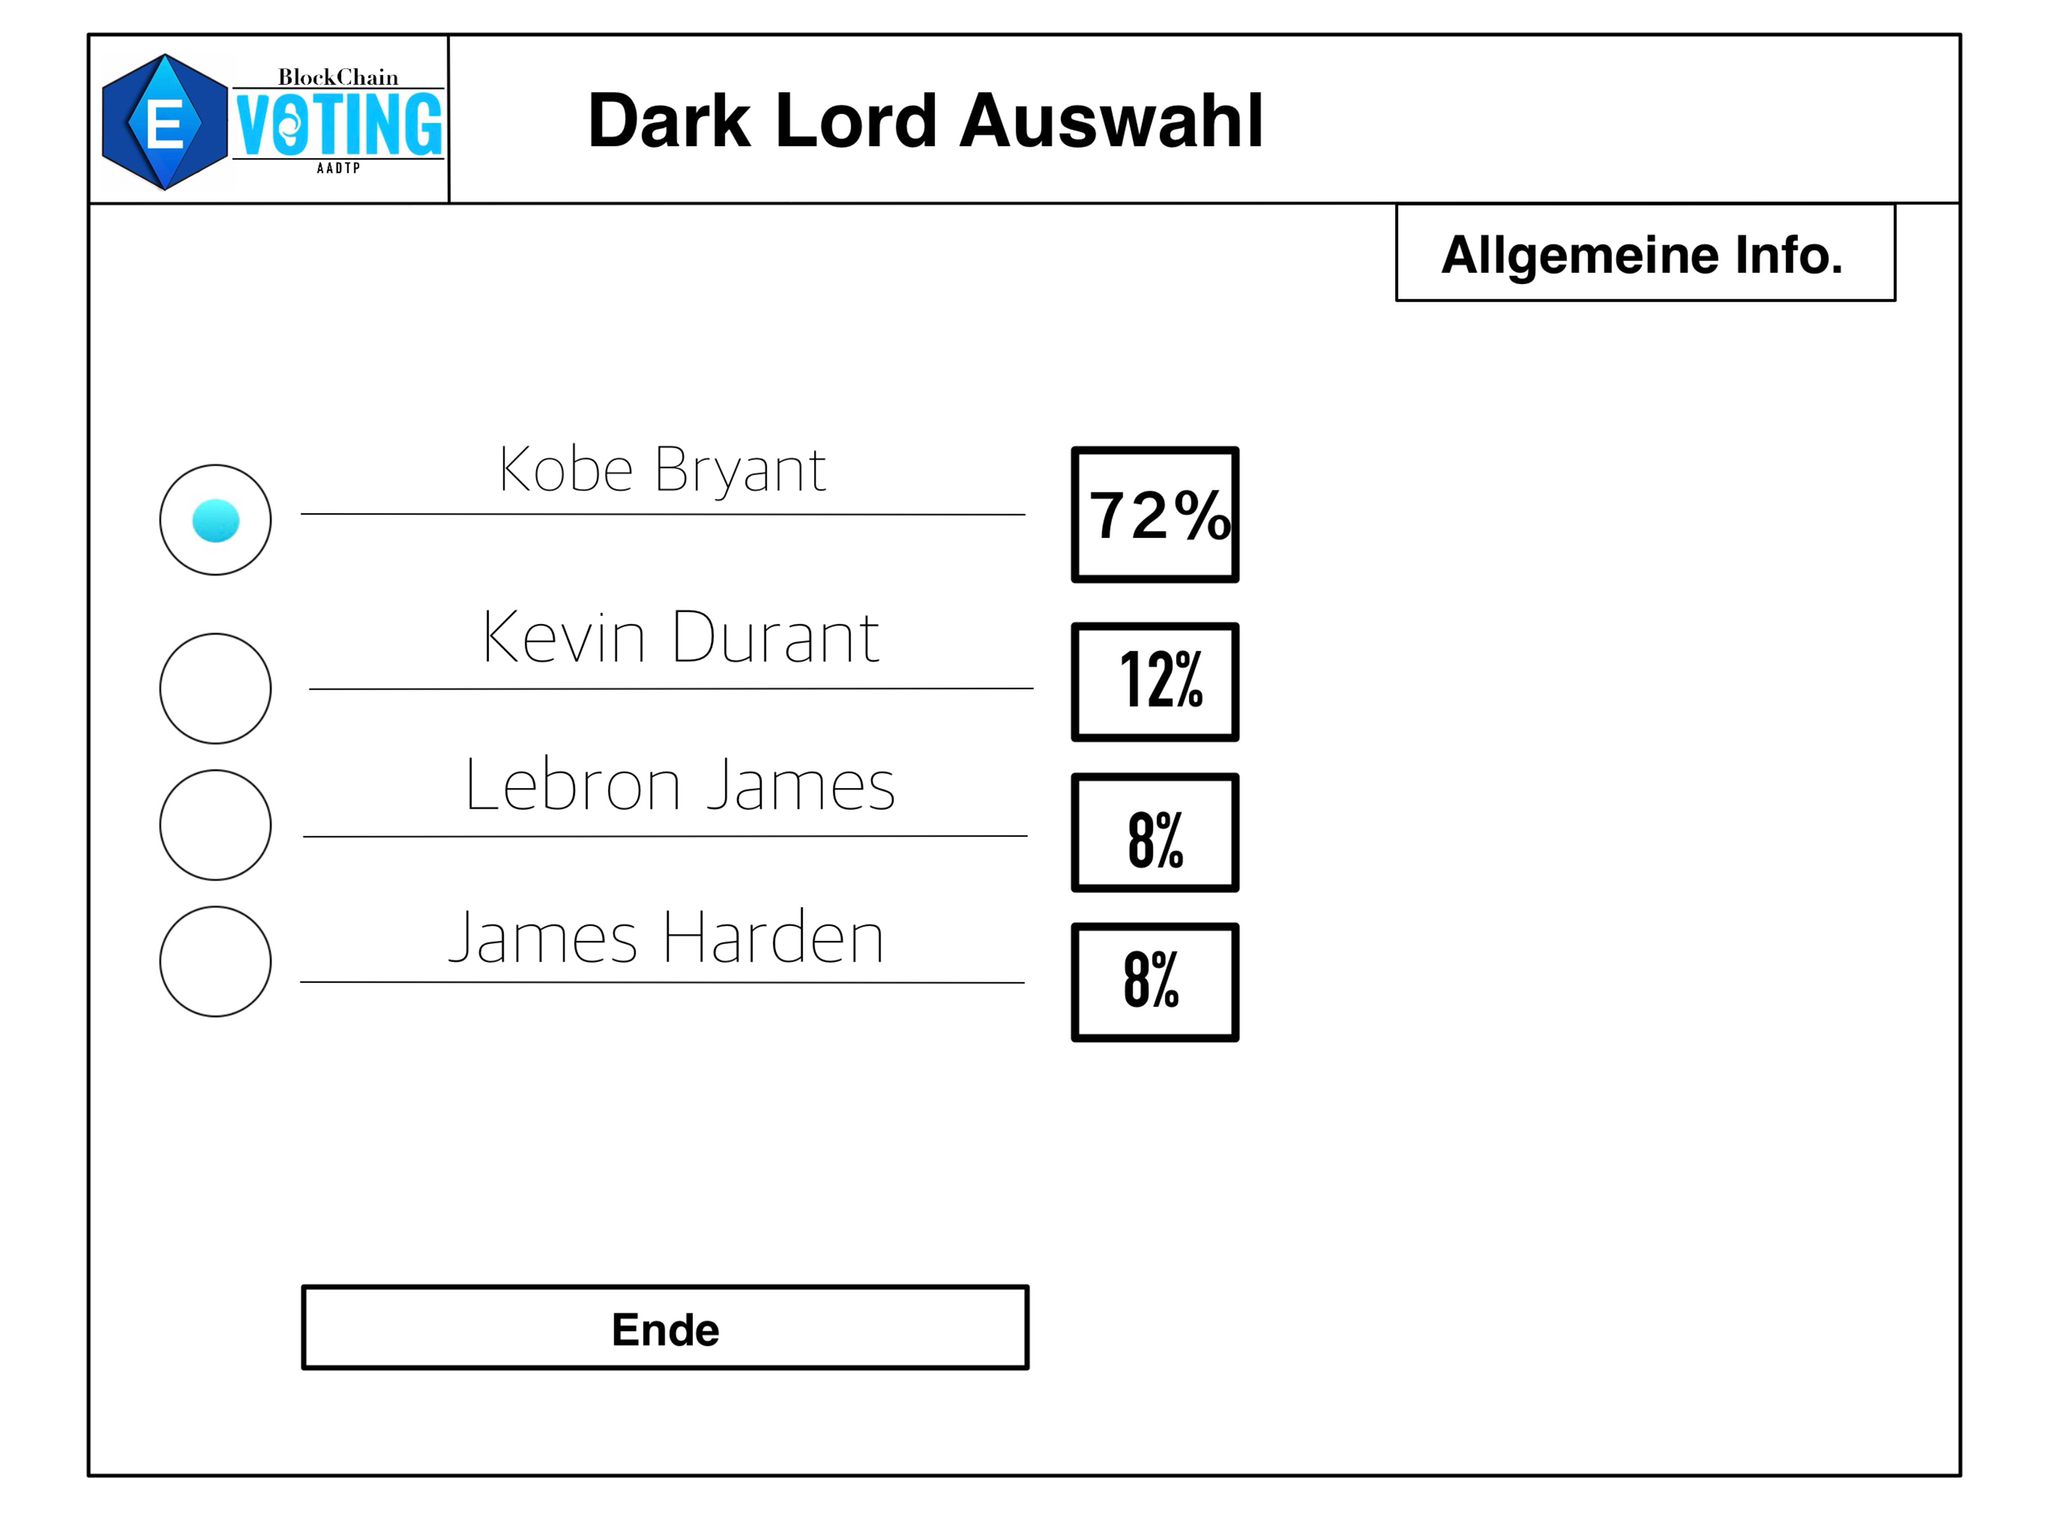 E
BlockChain
VOTING
AADTP
Dark Lord Auswahl
Allgemeine Info.
Kobe Bryant
72%
Kevin Durant
12%
Lebron James
8%
James Harden
8%
Ende